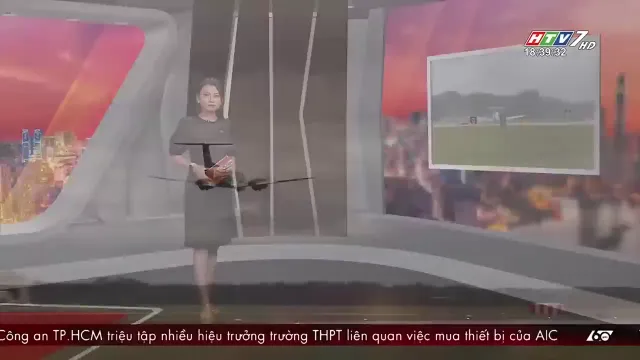 HTV7 HD
18:39:32
Công an TP.HCM triệu tập nhiều hiệu trưởng trường THPT liên quan việc mua thiết bị của AIC